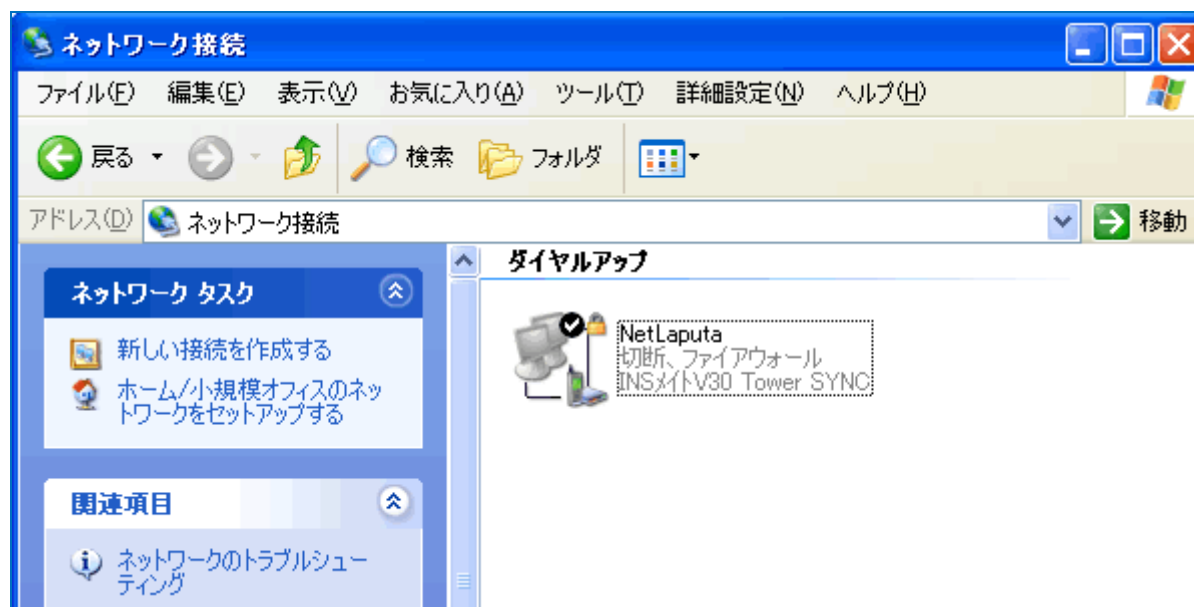 ネットワーク接続
ファイル(F) 編集(E) 表示(V) お気に入り(A) ツール(T) 詳細設定(N) ヘルプ(H)
戻る 検索 フォルダ
アドレス(D) ネットワーク接続 移動
ネットワーク タスク
新しい接続を作成する
ホーム/小規模オフィスのネッ
トワークをセットアップする
関連項目
ネットワークのトラブルシュー
ティング
ダイヤルアップ
NetLaputa
切断、ファイアウォール
INSメイトV30 Tower SYNC